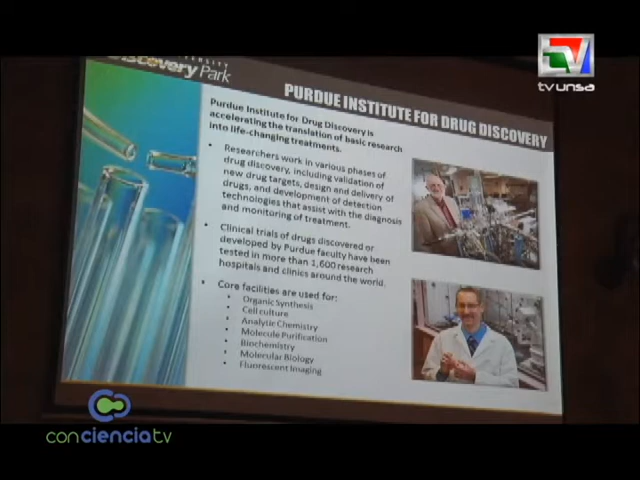 Discovery Park
tvunsa
PURDUE INSTITUTE FOR DRUG DISCOVERY
Purdue Institute for Drug Discovery is
accelerating the translation of basic research
into life-changing treatments.
• Researchers work in various phases of
drug discovery, including validation of
new drug targets, design and delivery of
drugs, and development of detection
technologies that assist with the diagnosis
and monitoring of treatment.
• Clinical trials of drugs discovered or
developed by Purdue faculty have been
tested in more than 1,600 research
hospitals and clinics around the world.
• Core facilities are used for:
• Organic Synthesis
• Cell culture
• Analytic Chemistry
• Molecule Purification
• Biochemistry
• Molecular Biology
• Fluorescent Imaging
concienciatv